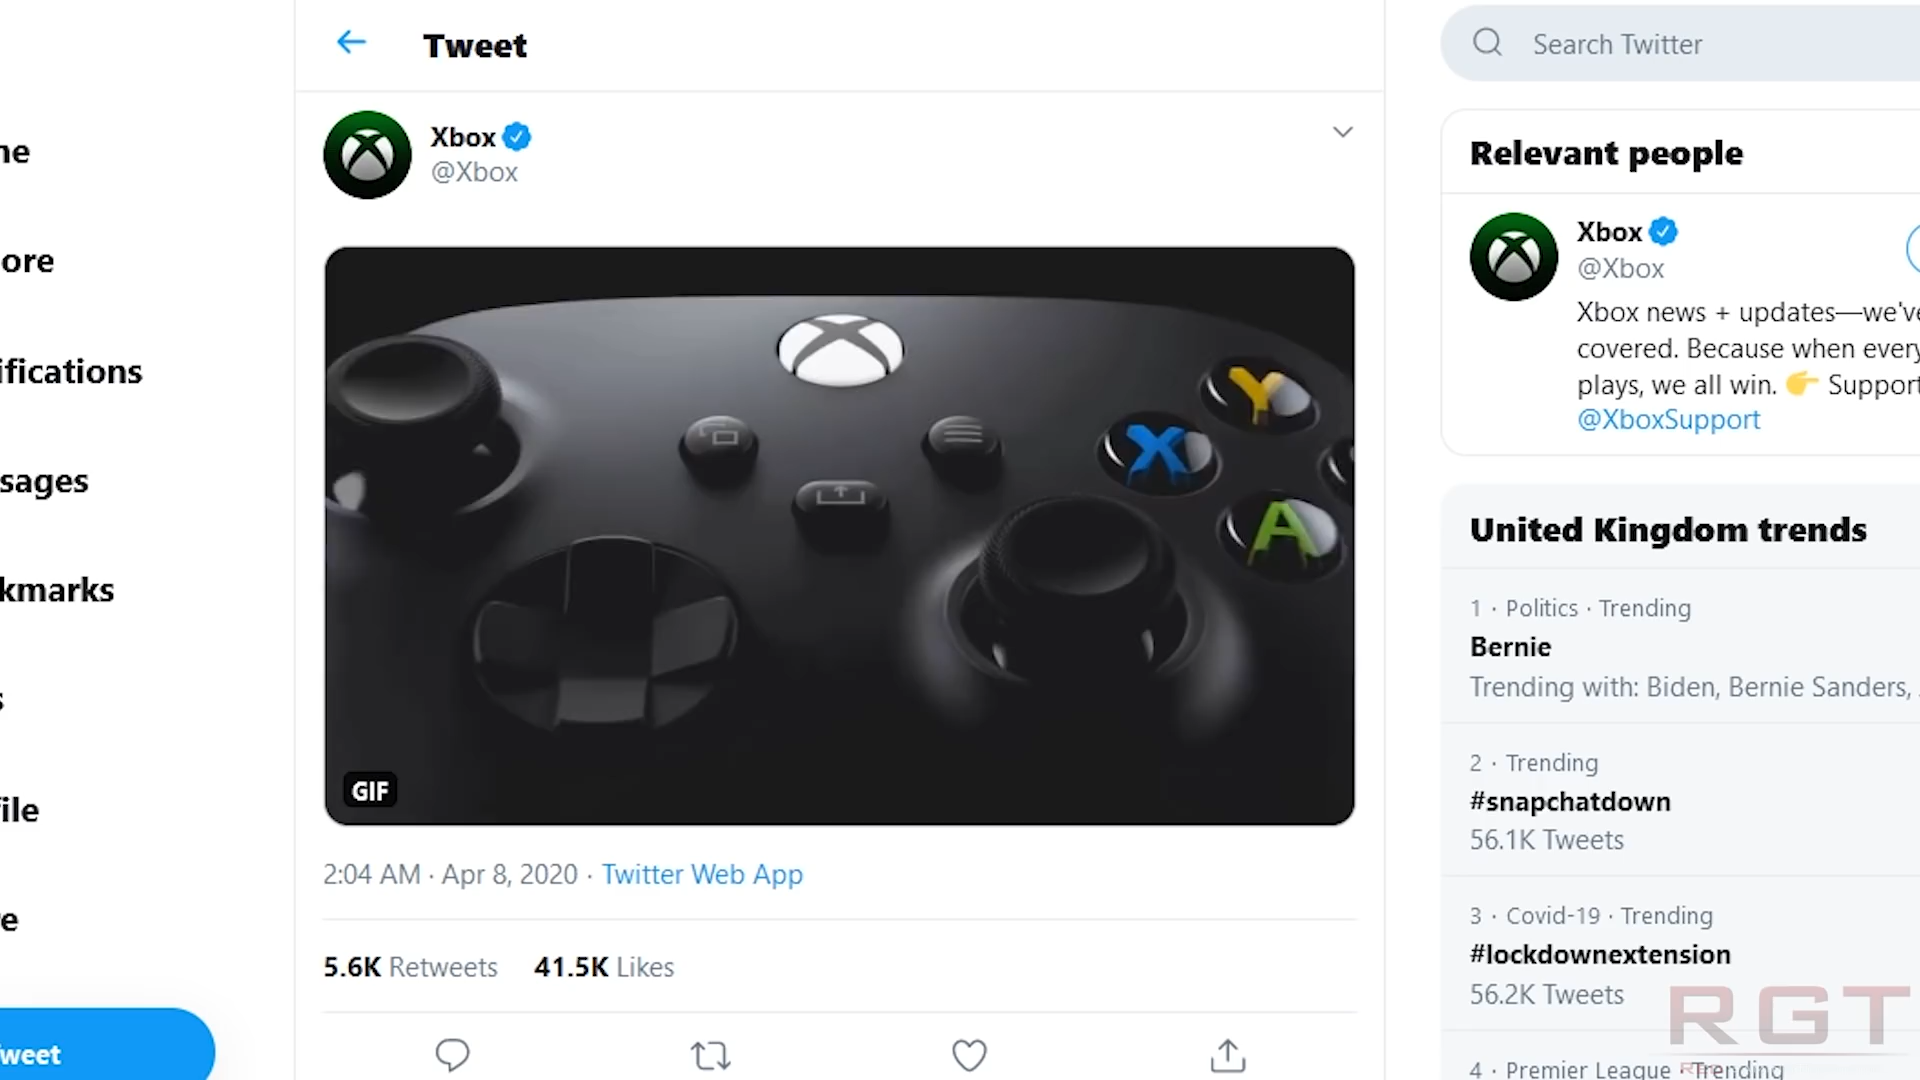 Tweet
Xbox
@Xbox
Y
X
A
GIF
2:04 AM · Apr 8, 2020 · Twitter Web App
5.6K Retweets 41.5K Likes
ne
ore
ifications
sages
kmarks
s
file
re
weet
Search Twitter
Relevant people
Xbox
@Xbox
Xbox news + updates—we've
covered. Because when every
plays, we all win. 👉 Support
@XboxSupport
United Kingdom trends
1 · Politics · Trending
Bernie
Trending with: Biden, Bernie Sanders,
2 · Trending
#snapchatdown
56.1K Tweets
3 · Covid-19 · Trending
#lockdownextension
56.2K Tweets
4 · Premier League · Trending
RGT